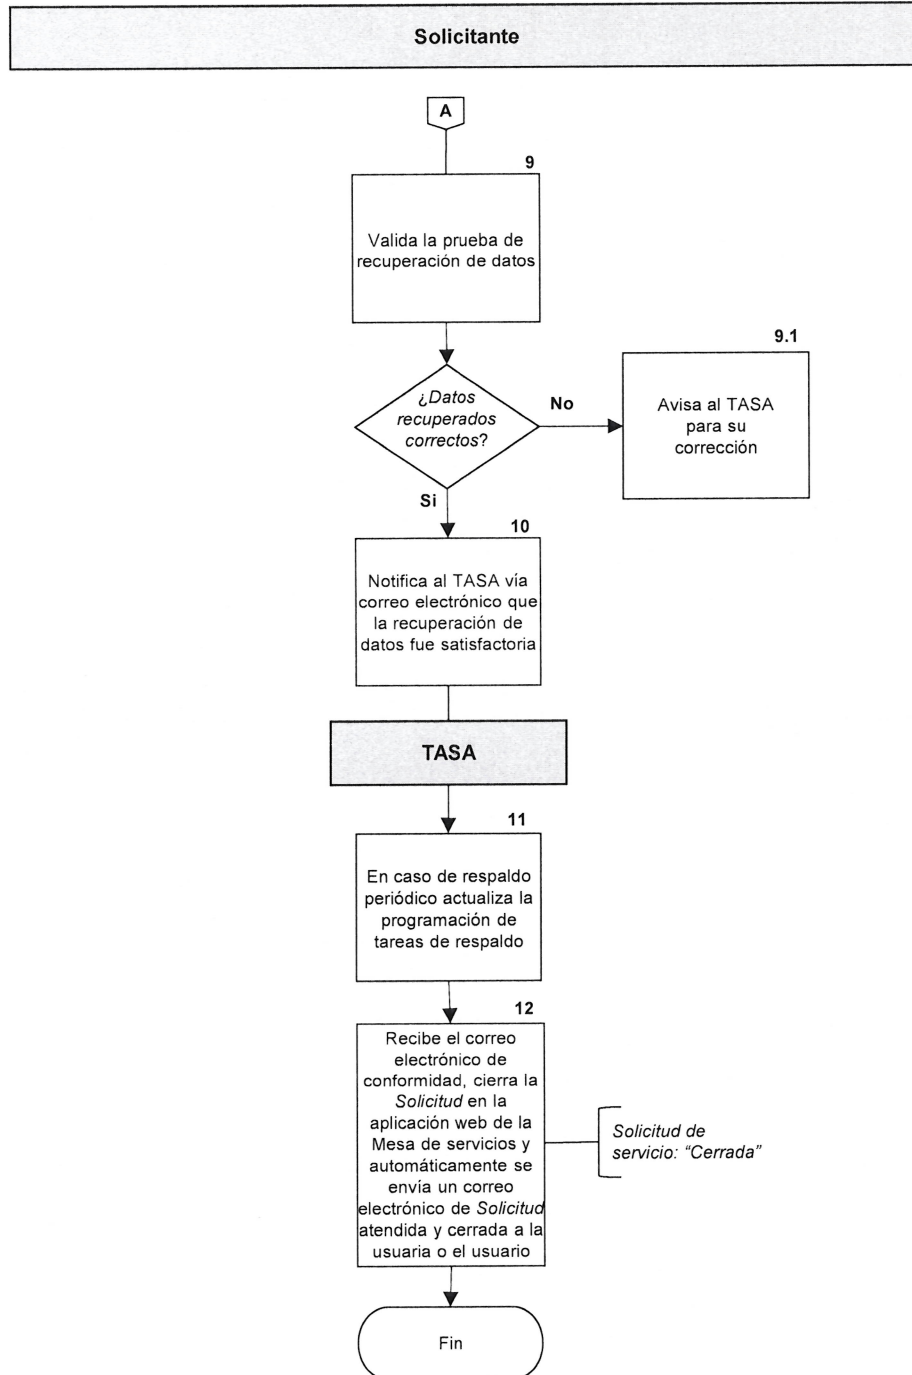 Solicitante
A
9
Valida la prueba de
recuperación de datos
9.1
¿Datos
recuperados
correctos?
No
Avisa al TASA
para su
corrección
Si
10
Notifica al TASA vía
correo electrónico que
la recuperación de
datos fue satisfactoria
TASA
11
En caso de respaldo
periódico actualiza la
programación de
tareas de respaldo
12
Recibe el correo
electrónico de
conformidad, cierra la
Solicitud en la
aplicación web de la
Mesa de servicios y
automáticamente se
envía un correo
electrónico de Solicitud
atendida y cerrada a la
usuaria o el usuario
Solicitud de
servicio: “Cerrada”
Fin